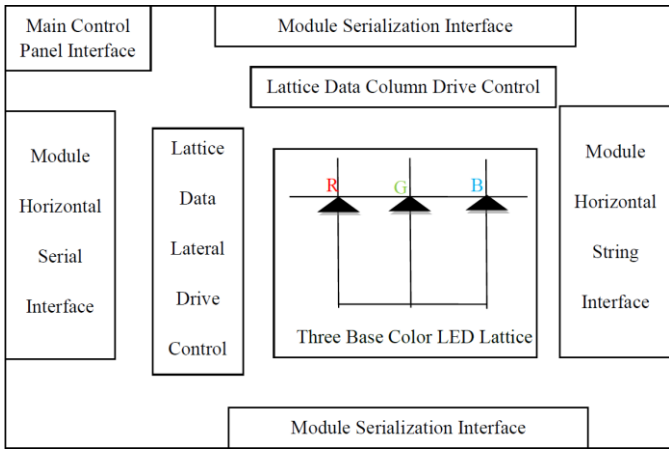 Main Control
Panel Interface
Module Serialization Interface
Lattice Data Column Drive Control
Module
Horizontal
Serial
Interface
Lattice
Data
Lateral
Drive
Control
R G B
Three Base Color LED Lattice
Module
Horizontal
String
Interface
Module Serialization Interface